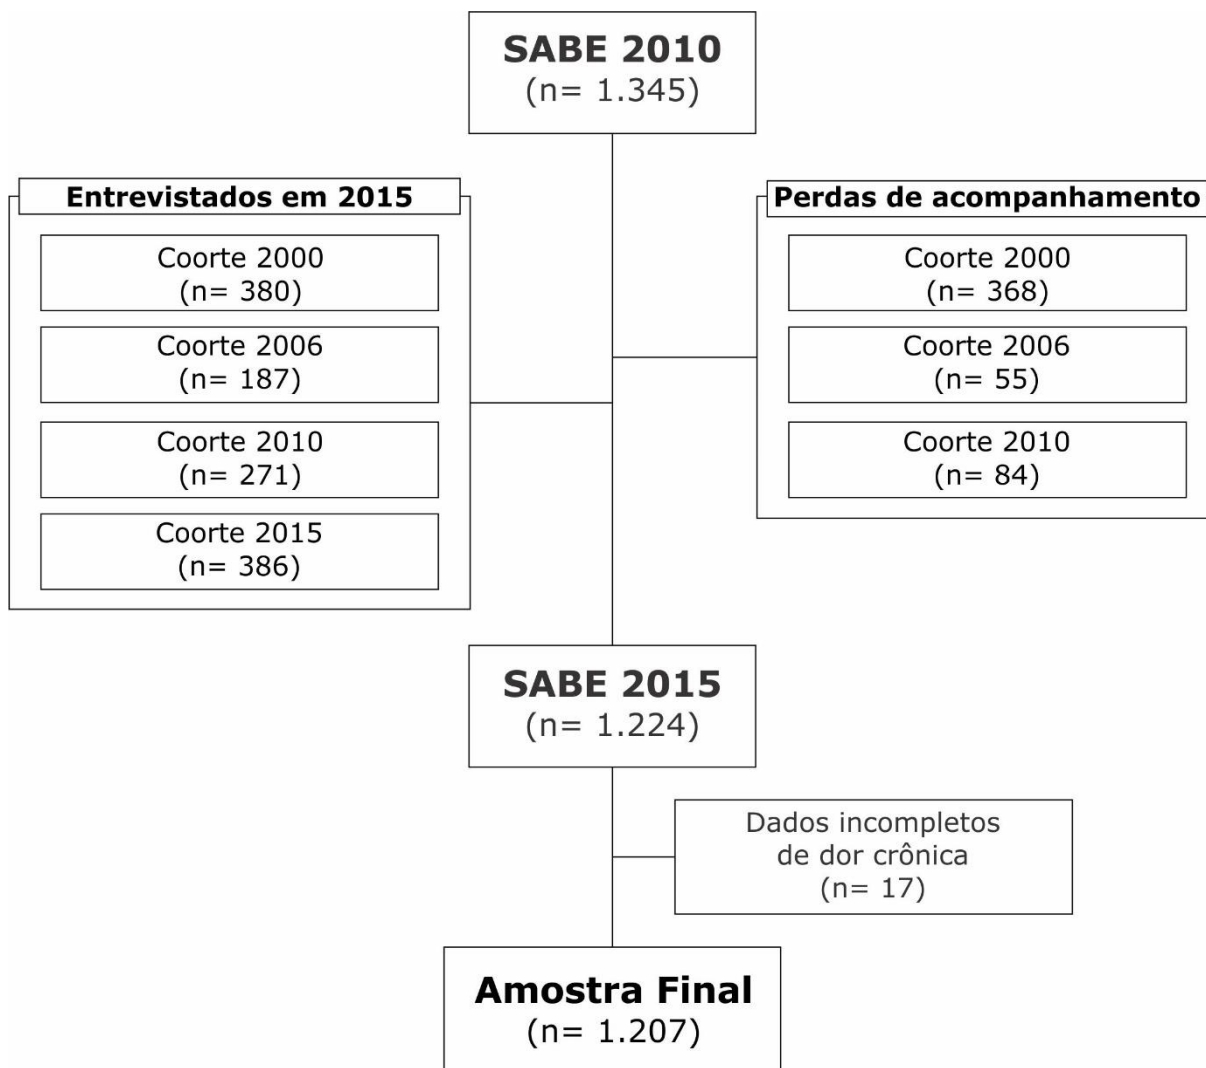 SABE 2010
(n= 1.345)
Entrevistados em 2015
Coorte 2000
(n= 380)
Coorte 2006
(n= 187)
Coorte 2010
(n= 271)
Coorte 2015
(n= 386)
Perdas de acompanhamento
Coorte 2000
(n= 368)
Coorte 2006
(n= 55)
Coorte 2010
(n= 84)
SABE 2015
(n= 1.224)
Dados incompletos
de dor crônica
(n= 17)
Amostra Final
(n= 1.207)